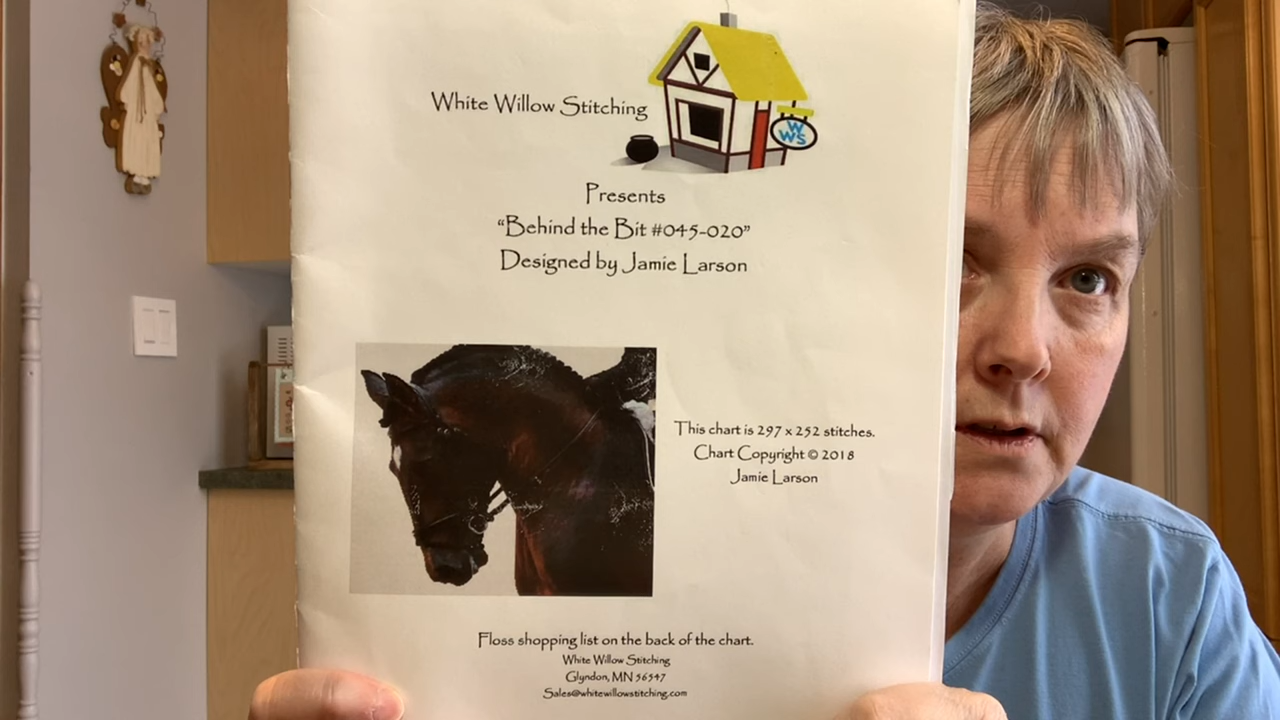 White Willow Stitching
W
WS
Presents
“Behind the Bit #045-020”
Designed by Jamie Larson
This chart is 297 x 252 stitches.
Chart Copyright © 2018
Jamie Larson
Floss shopping list on the back of the chart.
White Willow Stitching
Glyndon, MN 56547
Sales@whitewillowstitching.com